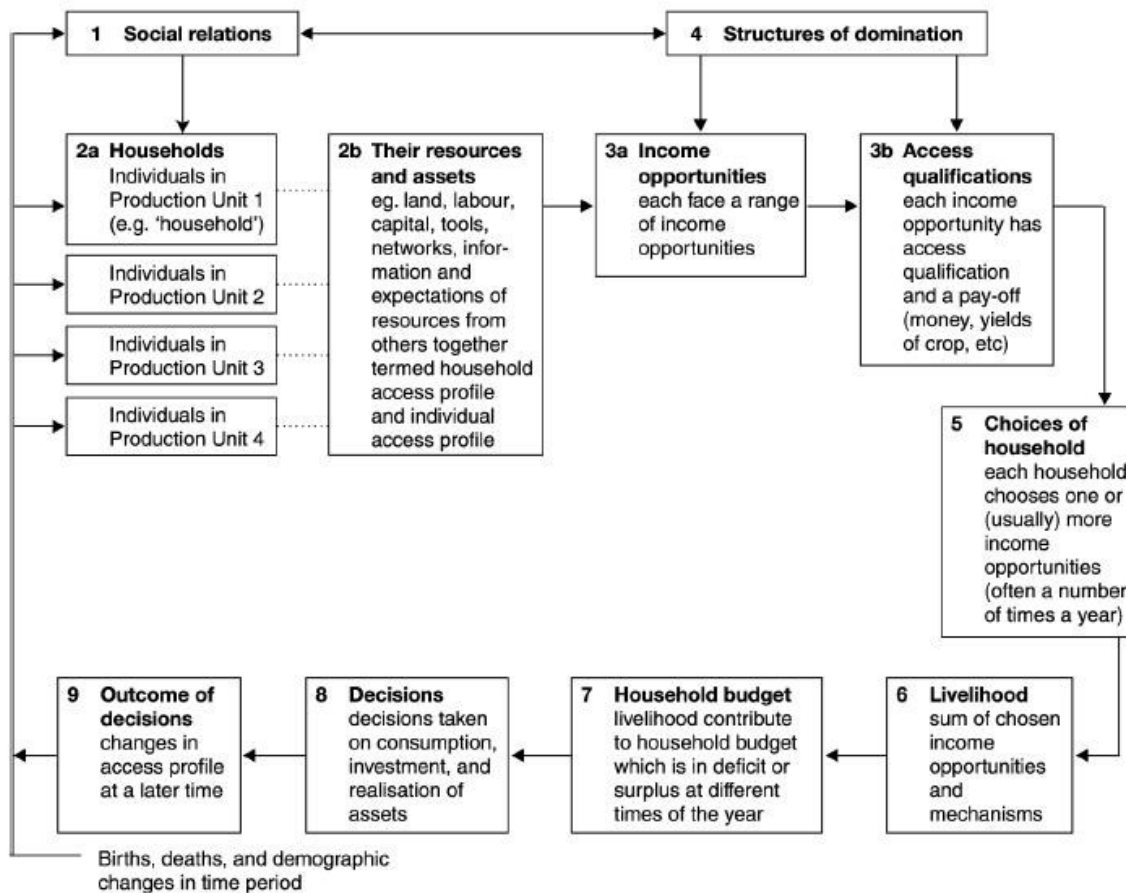 1 Social relations
4 Structures of domination
2a Households
Individuals in
Production Unit 1
(e.g. 'household')
Individuals in
Production Unit 2
Individuals in
Production Unit 3
Individuals in
Production Unit 4
2b Their resources
and assets
eg. land, labour,
capital, tools,
networks, infor-
mation and
expectations of
resources from
others together
termed household
access profile
and individual
access profile
3a Income
opportunities
each face a range
of income
opportunities
3b Access
qualifications
each income
opportunity has
access
qualification
and a pay-off
(money, yields
of crop, etc)
5 Choices of
household
each household
chooses one or
(usually) more
income
opportunities
(often a number
of times a year)
9 Outcome of
decisions
changes in
access profile
at a later time
8 Decisions
decisions taken
on consumption,
investment, and
realisation of
assets
7 Household budget
livelihood contribute
to household budget
which is in deficit or
surplus at different
times of the year
6 Livelihood
sum of chosen
income
opportunities
and
mechanisms
Births, deaths, and demographic
changes in time period